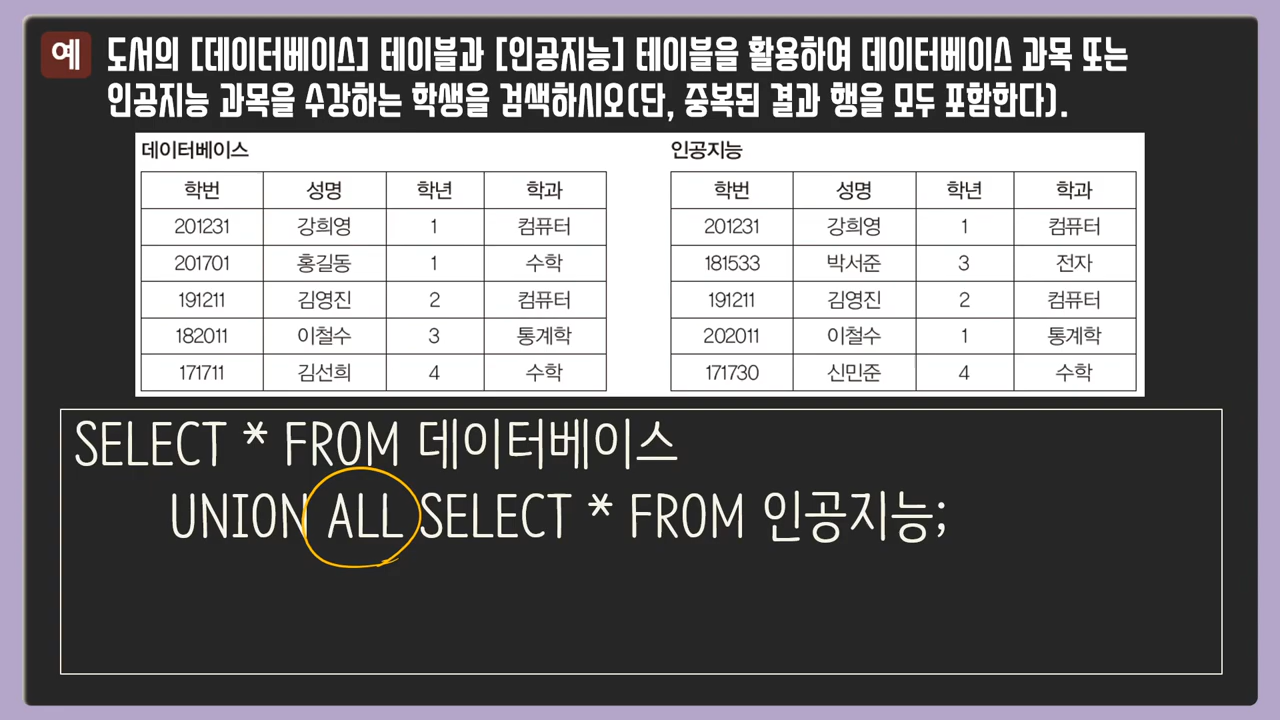 예 도서의 [데이터베이스] 테이블과 [인공지능] 테이블을 활용하여 데이터베이스 과목 또는
인공지능 과목을 수강하는 학생을 검색하시오(단, 중복된 결과 행을 모두 포함한다).
데이터베이스
학번 성명 학년 학과
201231 강희영 1 컴퓨터
201701 홍길동 1 수학
191211 김영진 2 컴퓨터
182011 이철수 3 통계학
171711 김선희 4 수학
인공지능
학번 성명 학년 학과
201231 강희영 1 컴퓨터
181533 박서준 3 전자
191211 김영진 2 컴퓨터
202011 이철수 1 통계학
171730 신민준 4 수학
SELECT * FROM 데이터베이스
UNION ALL SELECT * FROM 인공지능;